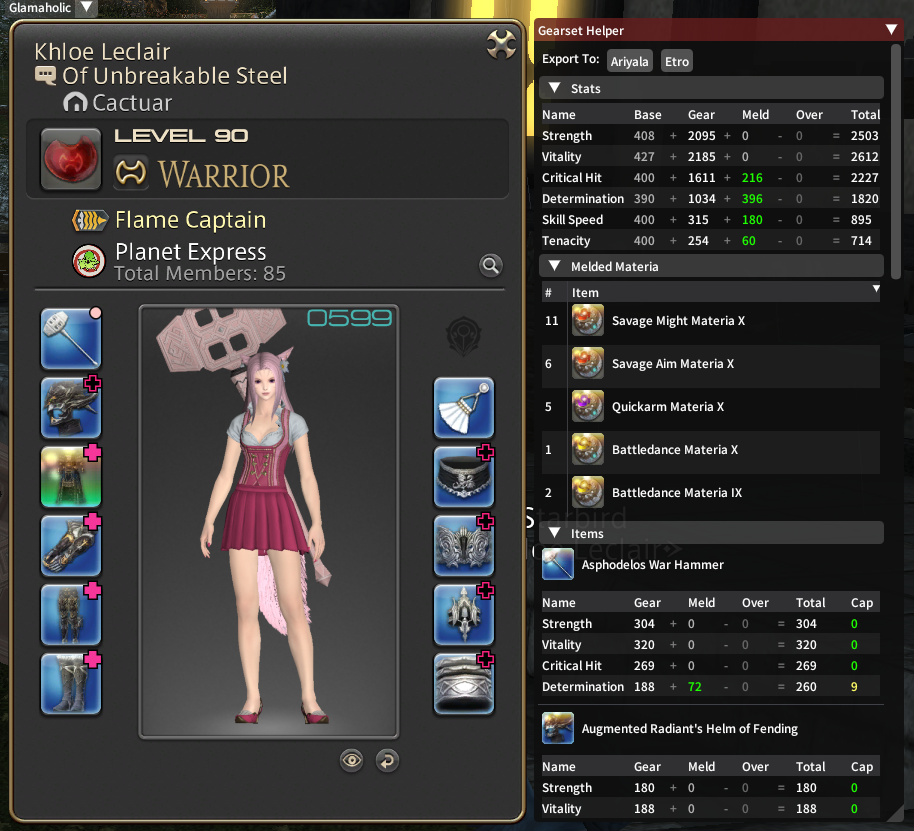 Glamaholic
Khloe Leclair
Of Unbreakable Steel
Cactuar
LEVEL 90
WARRIOR
Flame Captain
Planet Express
Total Members: 85
0599
Gearset Helper
Export To: Ariyala Etro
Stats
Name Base Gear Meld Over Total
Strength 408 + 2095 + 0 - 0 = 2503
Vitality 427 + 2185 + 0 - 0 = 2612
Critical Hit 400 + 1611 + 216 - 0 = 2227
Determination 390 + 1034 + 396 - 0 = 1820
Skill Speed 400 + 315 + 180 - 0 = 895
Tenacity 400 + 254 + 60 - 0 = 714
Melded Materia
# Item
11 Savage Might Materia X
6 Savage Aim Materia X
5 Quickarm Materia X
1 Battledance Materia X
2 Battledance Materia IX
Starbird
Leclair>
Items
Asphodelos War Hammer
Name Gear Meld Over Total Cap
Strength 304 + 0 - 0 = 304 0
Vitality 320 + 0 - 0 = 320 0
Critical Hit 269 + 0 - 0 = 269 0
Determination 188 + 72 - 0 = 260 9
Augmented Radiant's Helm of Fending
Name Gear Meld Over Total Cap
Strength 180 + 0 - 0 = 180 0
Vitality 188 + 0 - 0 = 188 0